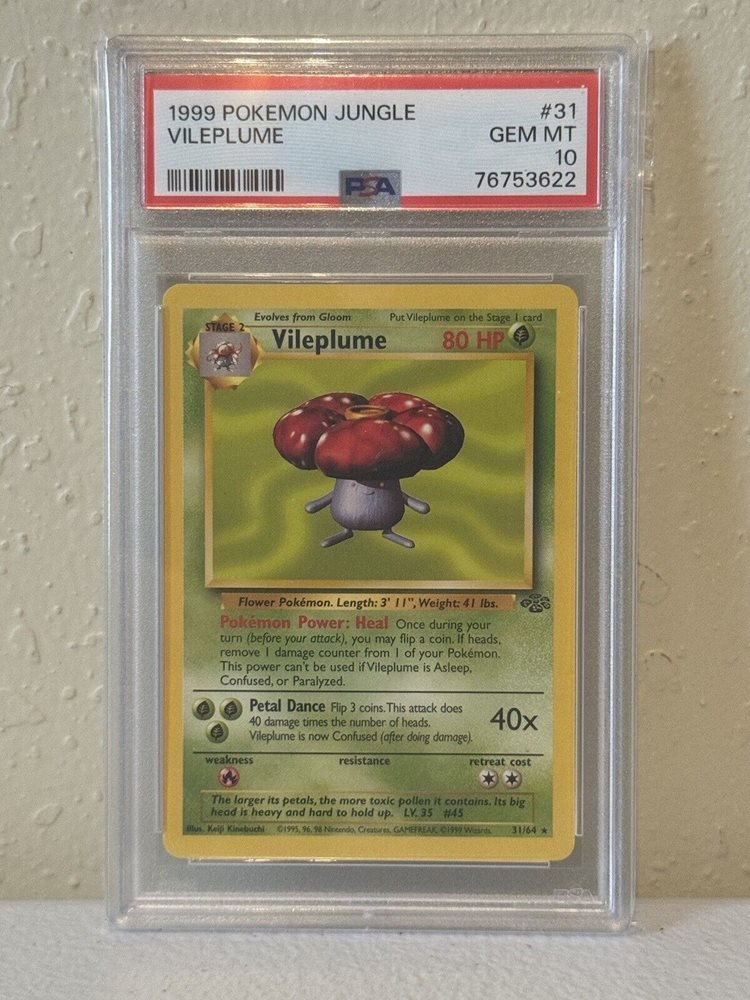 1999 POKEMON JUNGLE #31
VILEPLUME GEM MT
10
PSA 76753622
Evolves from Gloom Put Vileplume on the Stage 1 card
STAGE 2
Vileplume 80 HP
Flower Pokémon. Length: 3' 11", Weight: 41 lbs.
Pokémon Power: Heal Once during your
turn (before your attack), you may flip a coin. If heads,
remove 1 damage counter from 1 of your Pokémon.
This power can't be used if Vileplume is Asleep,
Confused, or Paralyzed.
Petal Dance Flip 3 coins. This attack does
40 damage times the number of heads.
Vileplume is now Confused (after doing damage).
40x
weakness resistance retreat cost
The larger its petals, the more toxic pollen it contains. Its big
head is heavy and hard to hold up. LV. 35 #45
Illus. Keiji Kinebuchi ©1995, 96, 98 Nintendo, Creatures, GAMEFREAK. ©1999 Wizards. 31/64 ★
PSA